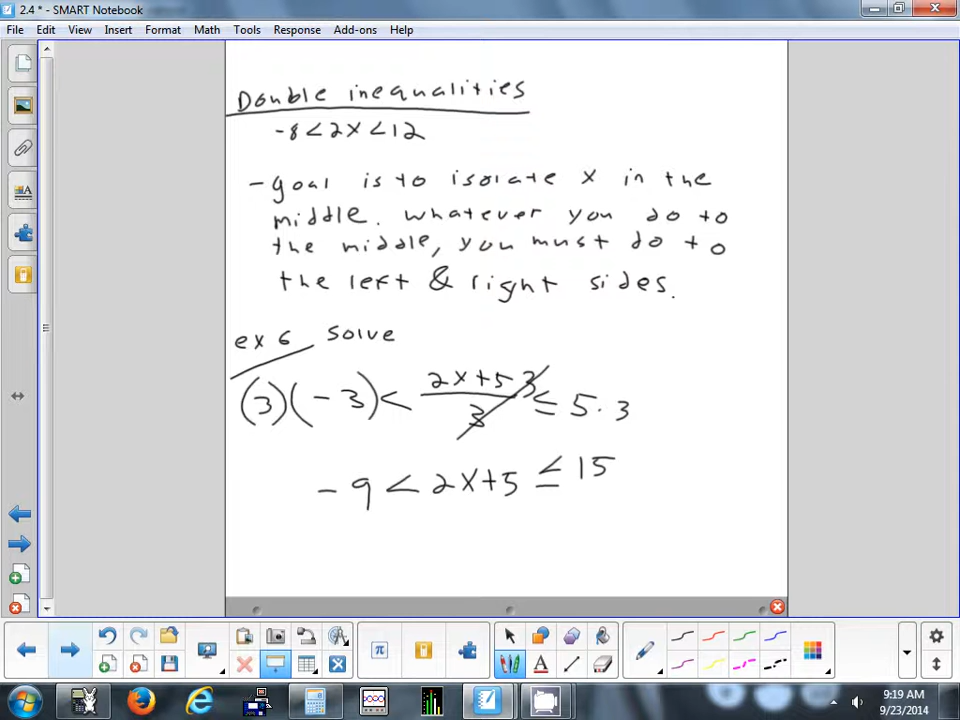 2.4 * - SMART Notebook
File Edit View Insert Format Math Tools Response Add-ons Help
Double inequalities
-8 < 2x < 12
- goal is to isolate x in the
middle. whatever you do to
the middle, you must do to
the left & right sides.
ex 6 solve
(3)(-3) < 2x+5·3/3 ≤ 5·3
-9 < 2x+5 ≤ 15
π
A
9:19 AM
9/23/2014